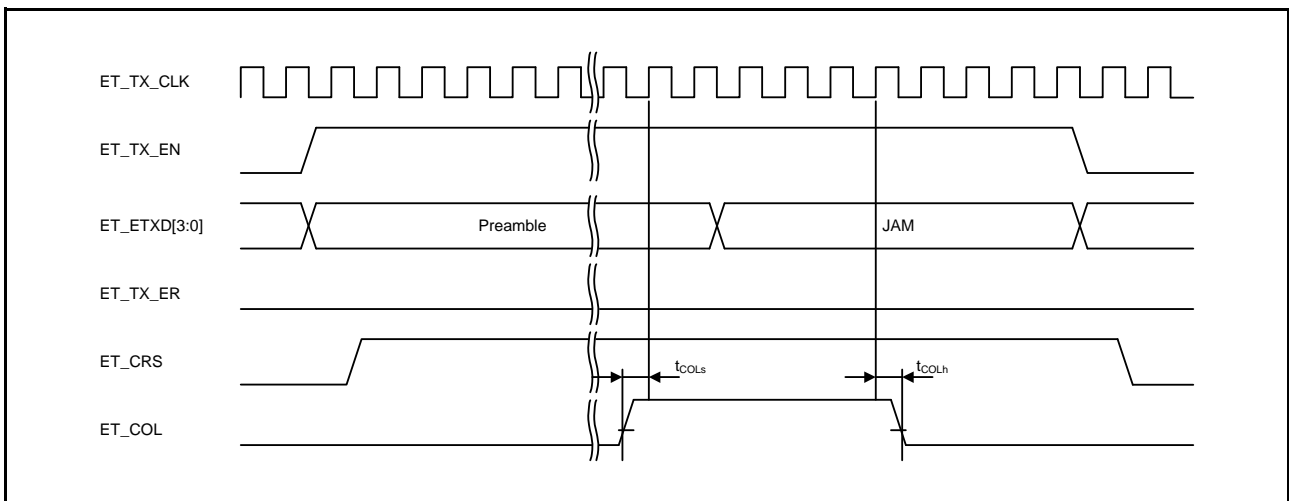 ET_TX_CLK
ET_TX_EN
ET_ETXD[3:0]
Preamble
JAM
ET_TX_ER
ET_CRS
tCOLs
tCOLh
ET_COL